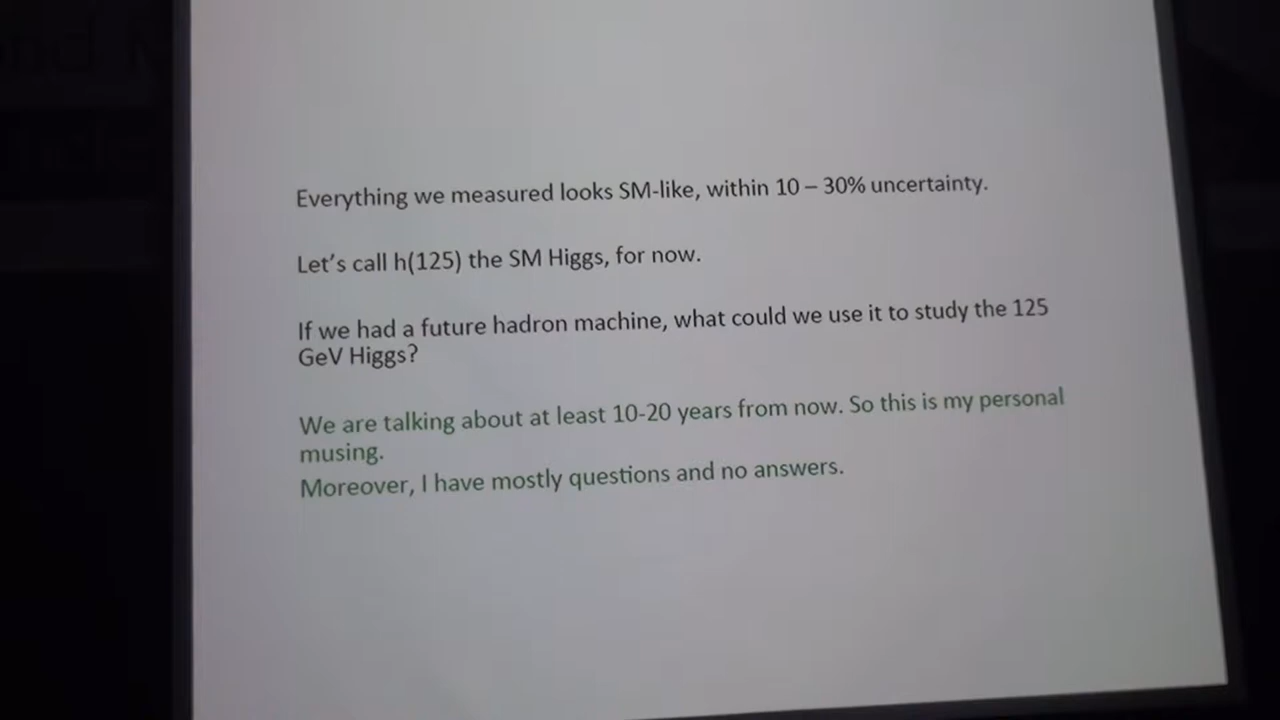 Everything we measured looks SM-like, within 10 – 30% uncertainty.
Let's call h(125) the SM Higgs, for now.
If we had a future hadron machine, what could we use it to study the 125
GeV Higgs?
We are talking about at least 10-20 years from now. So this is my personal
musing.
Moreover, I have mostly questions and no answers.